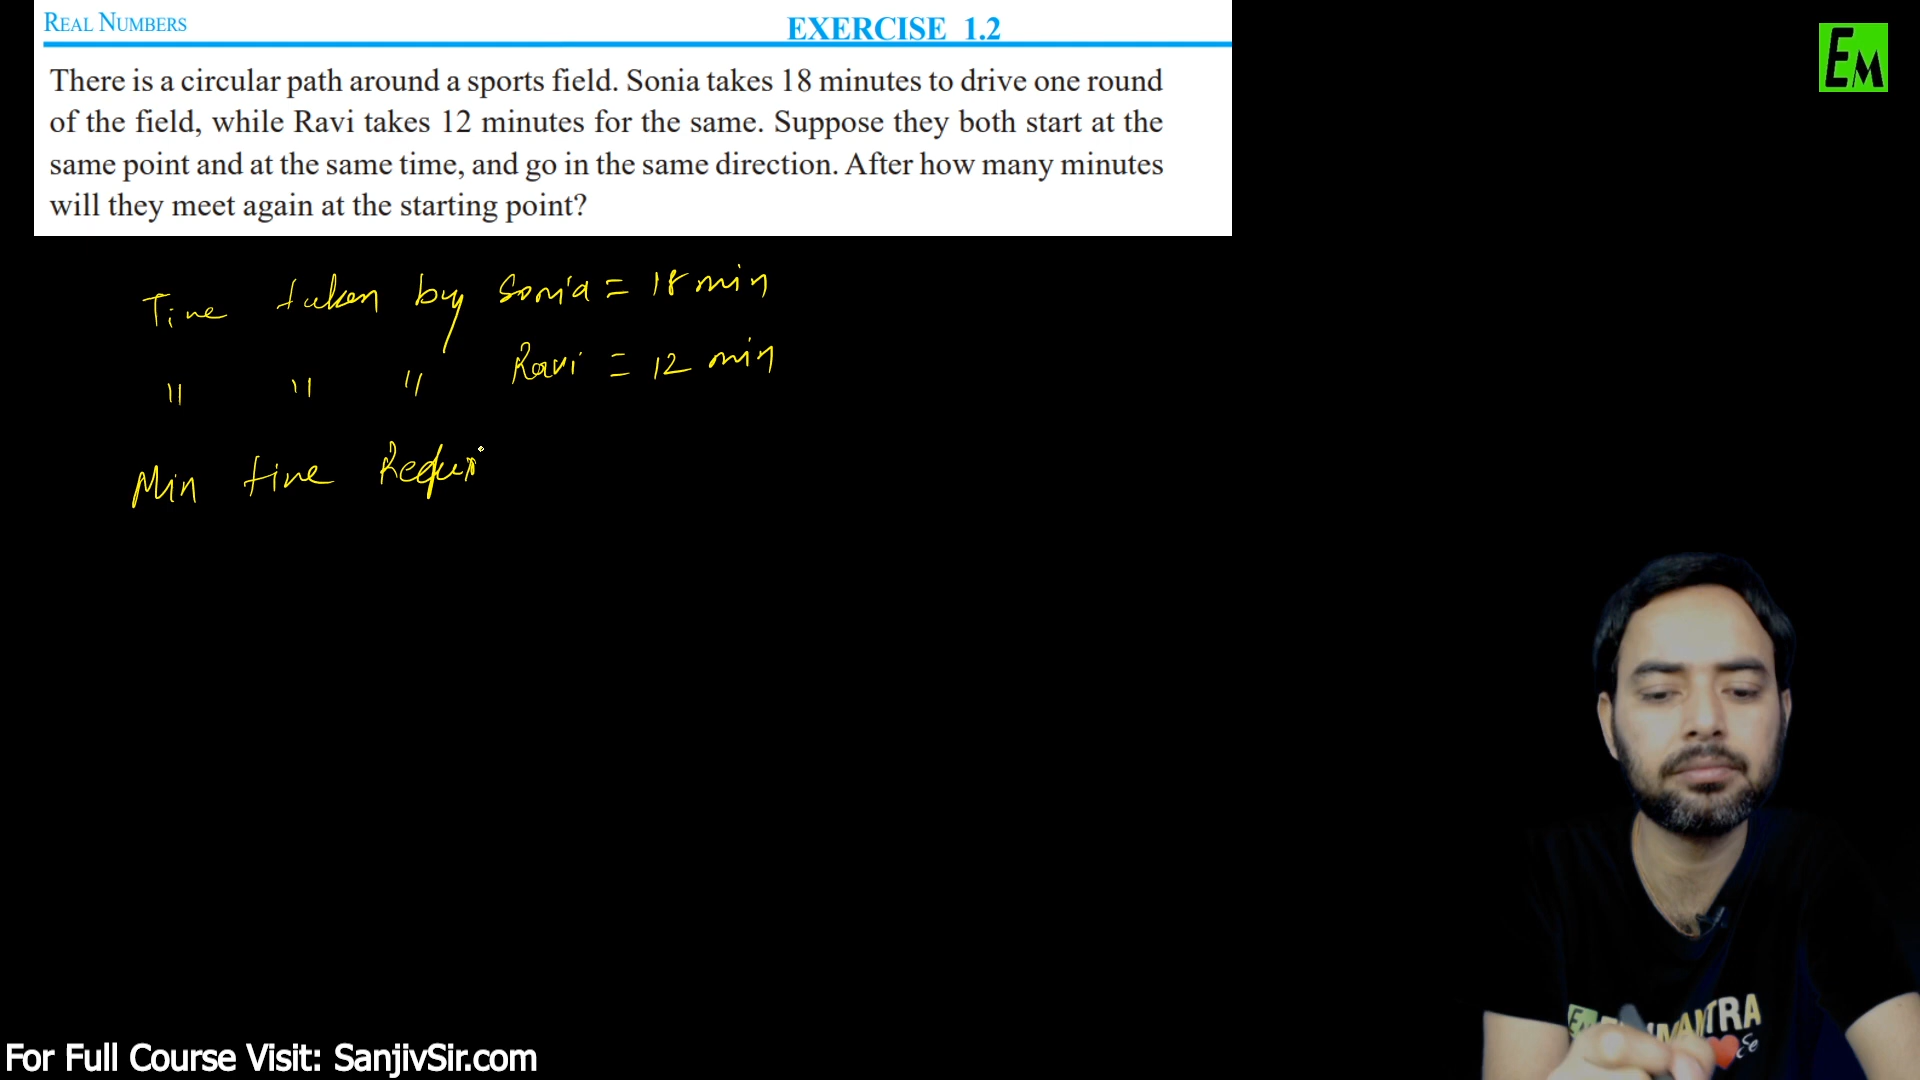 REAL NUMBERS
EXERCISE 1.2
EM
There is a circular path around a sports field. Sonia takes 18 minutes to drive one round
of the field, while Ravi takes 12 minutes for the same. Suppose they both start at the
same point and at the same time, and go in the same direction. After how many minutes
will they meet again at the starting point?
Time taken by Sonia = 18 min
" " " Ravi = 12 min
Min time Requi
For Full Course Visit: SanjivSir.com